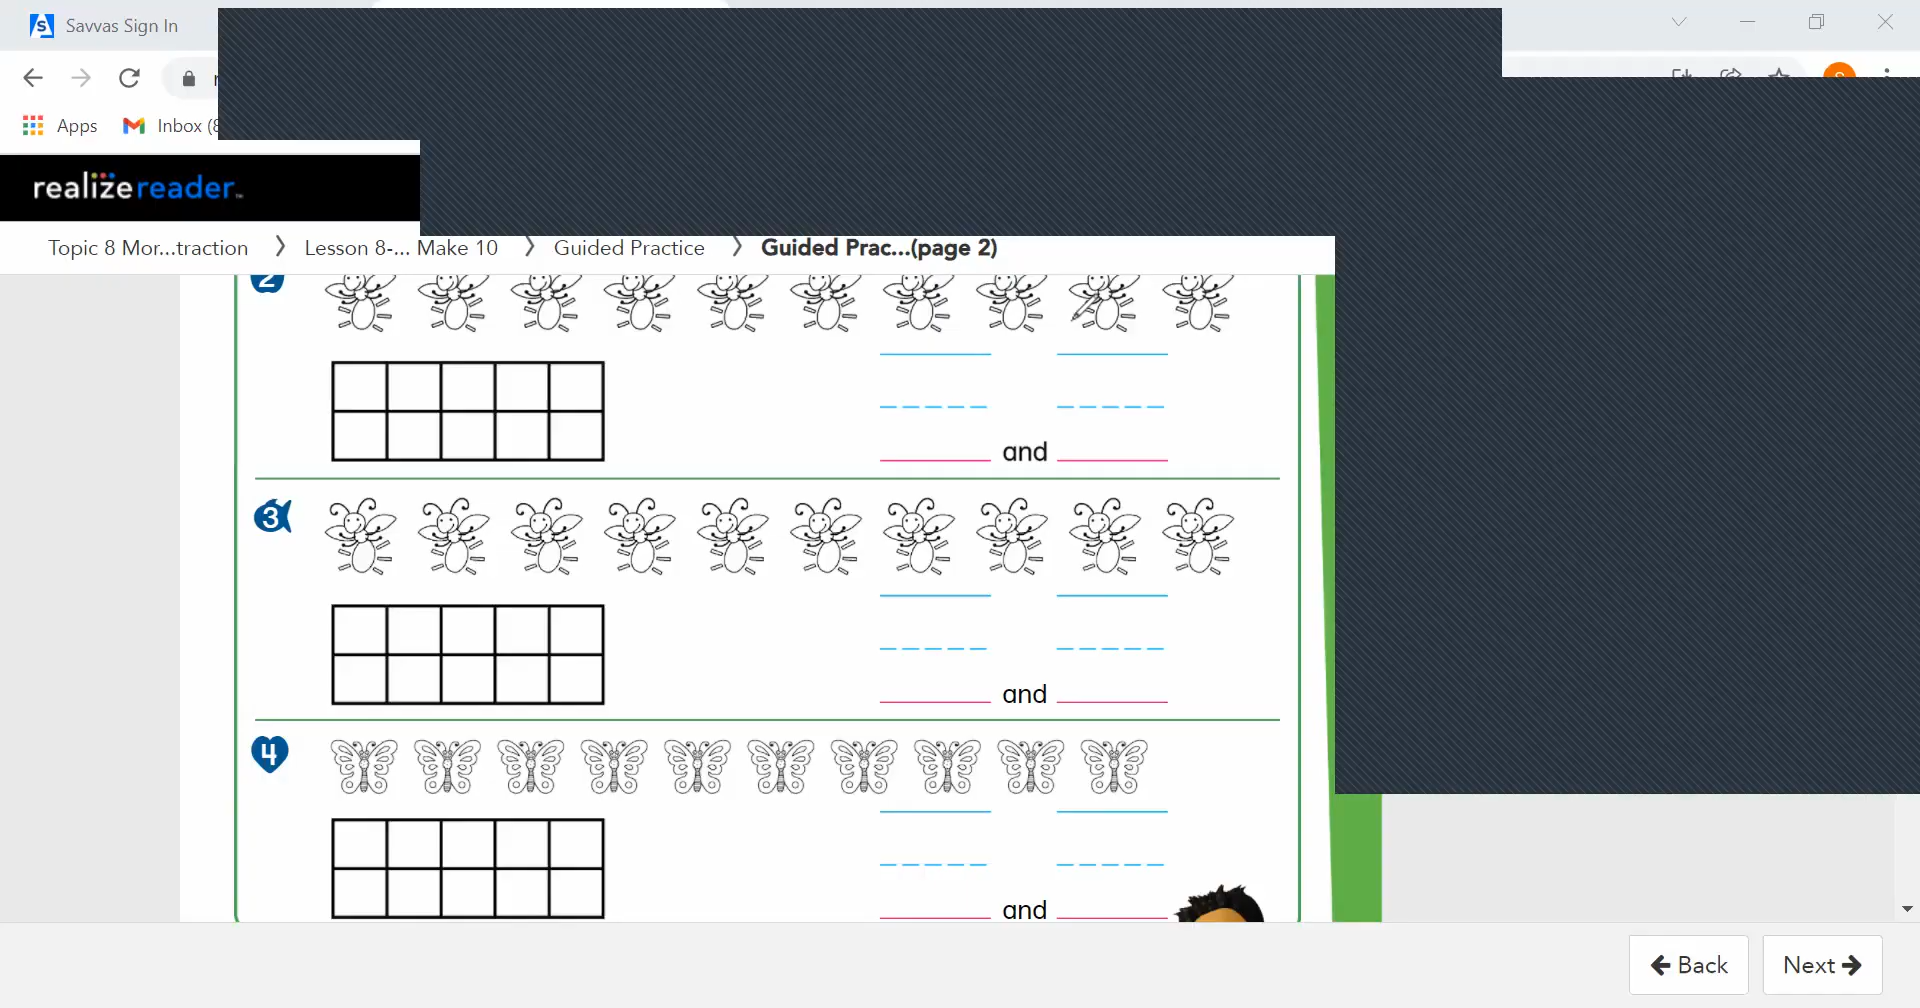 Savvas Sign In
Apps
Inbox (8
realizereader™
Topic 8 Mor...traction > Lesson 8-... Make 10 > Guided Practice > Guided Prac...(page 2)
2
and
3
and
4
and
Back
Next